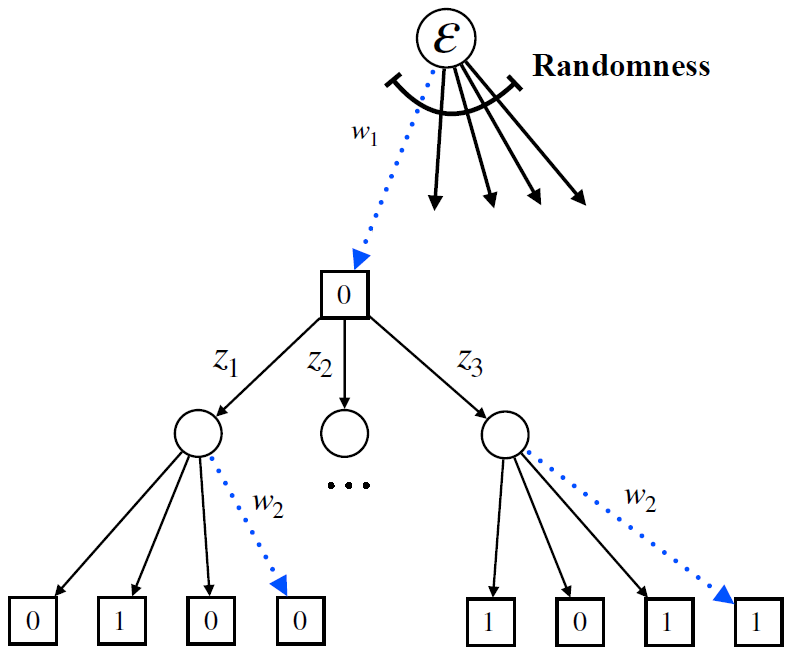 ℰ
Randomness
w₁
0
z₁ z₂ z₃
...
w₂ w₂
0 1 0 0 1 0 1 1